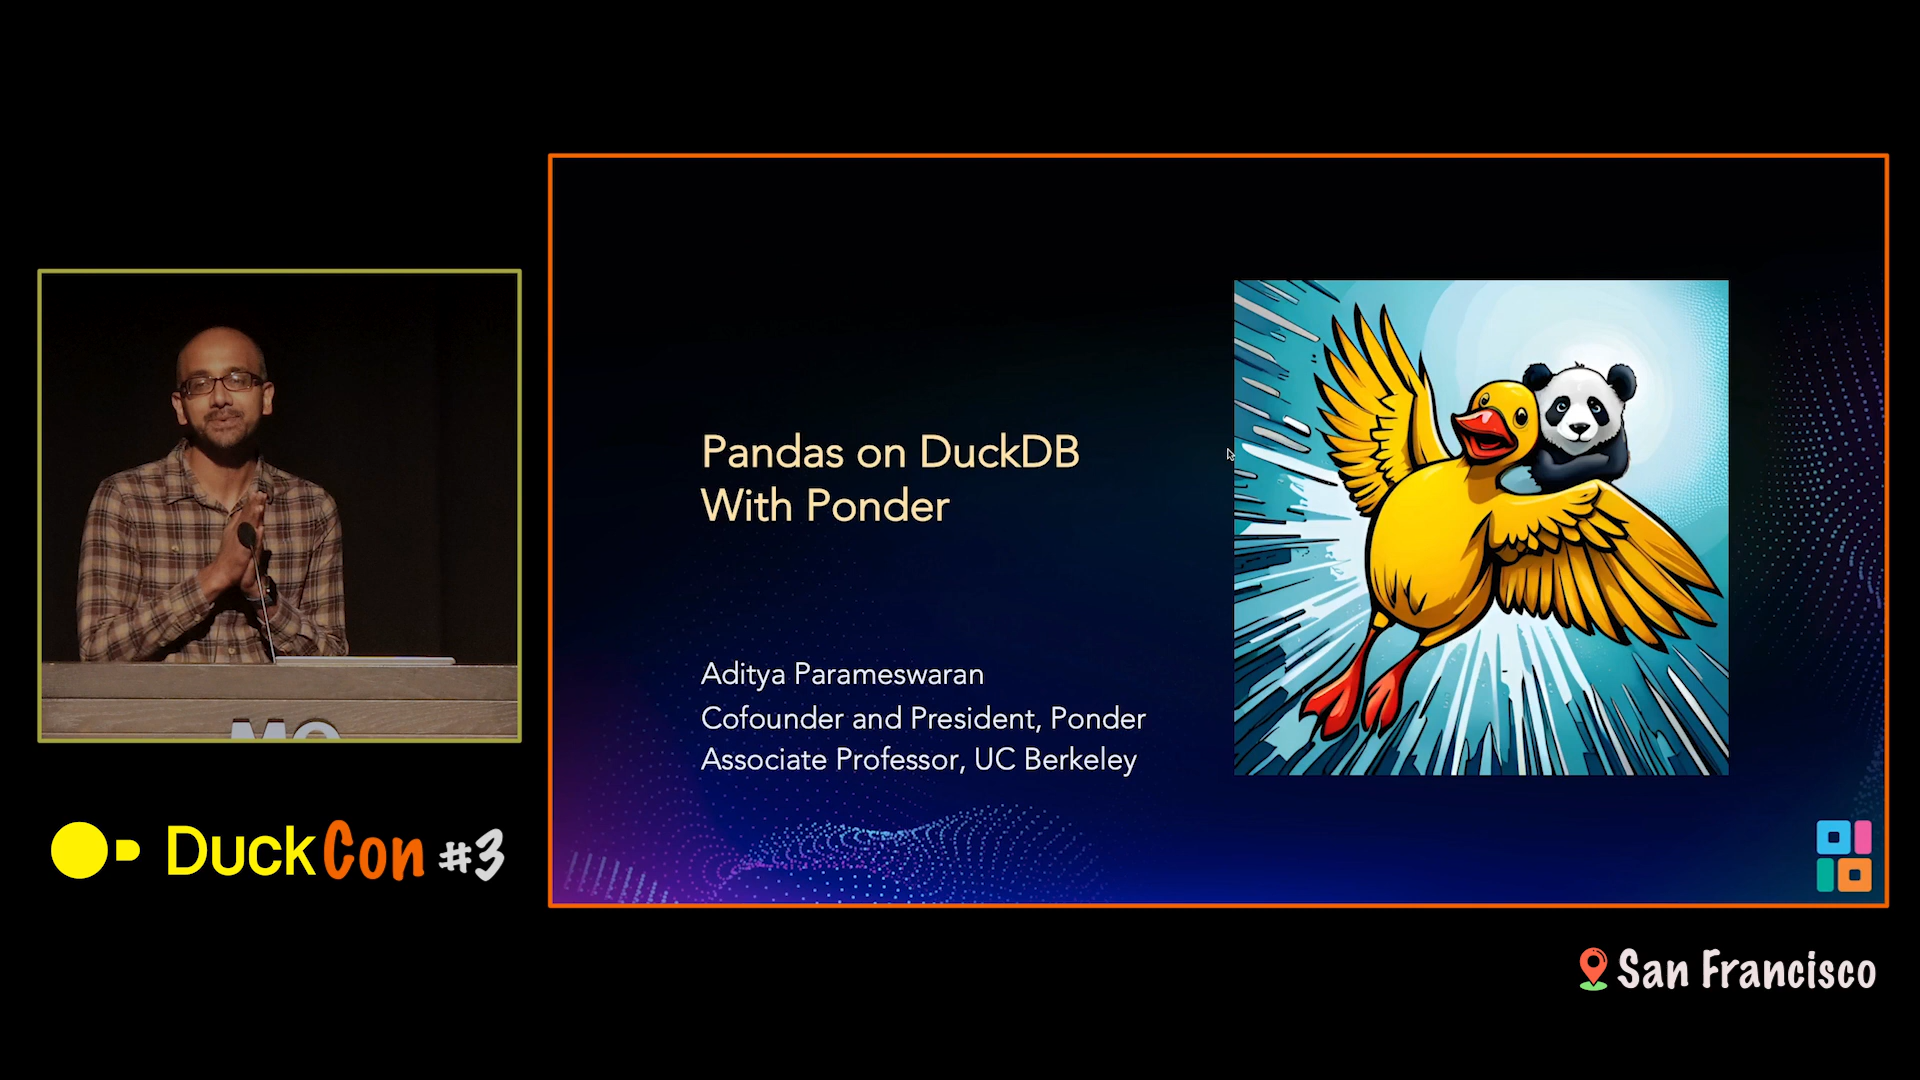 Pandas on DuckDB
With Ponder
Aditya Parameswaran
Cofounder and President, Ponder
Associate Professor, UC Berkeley
DuckCon #3
San Francisco